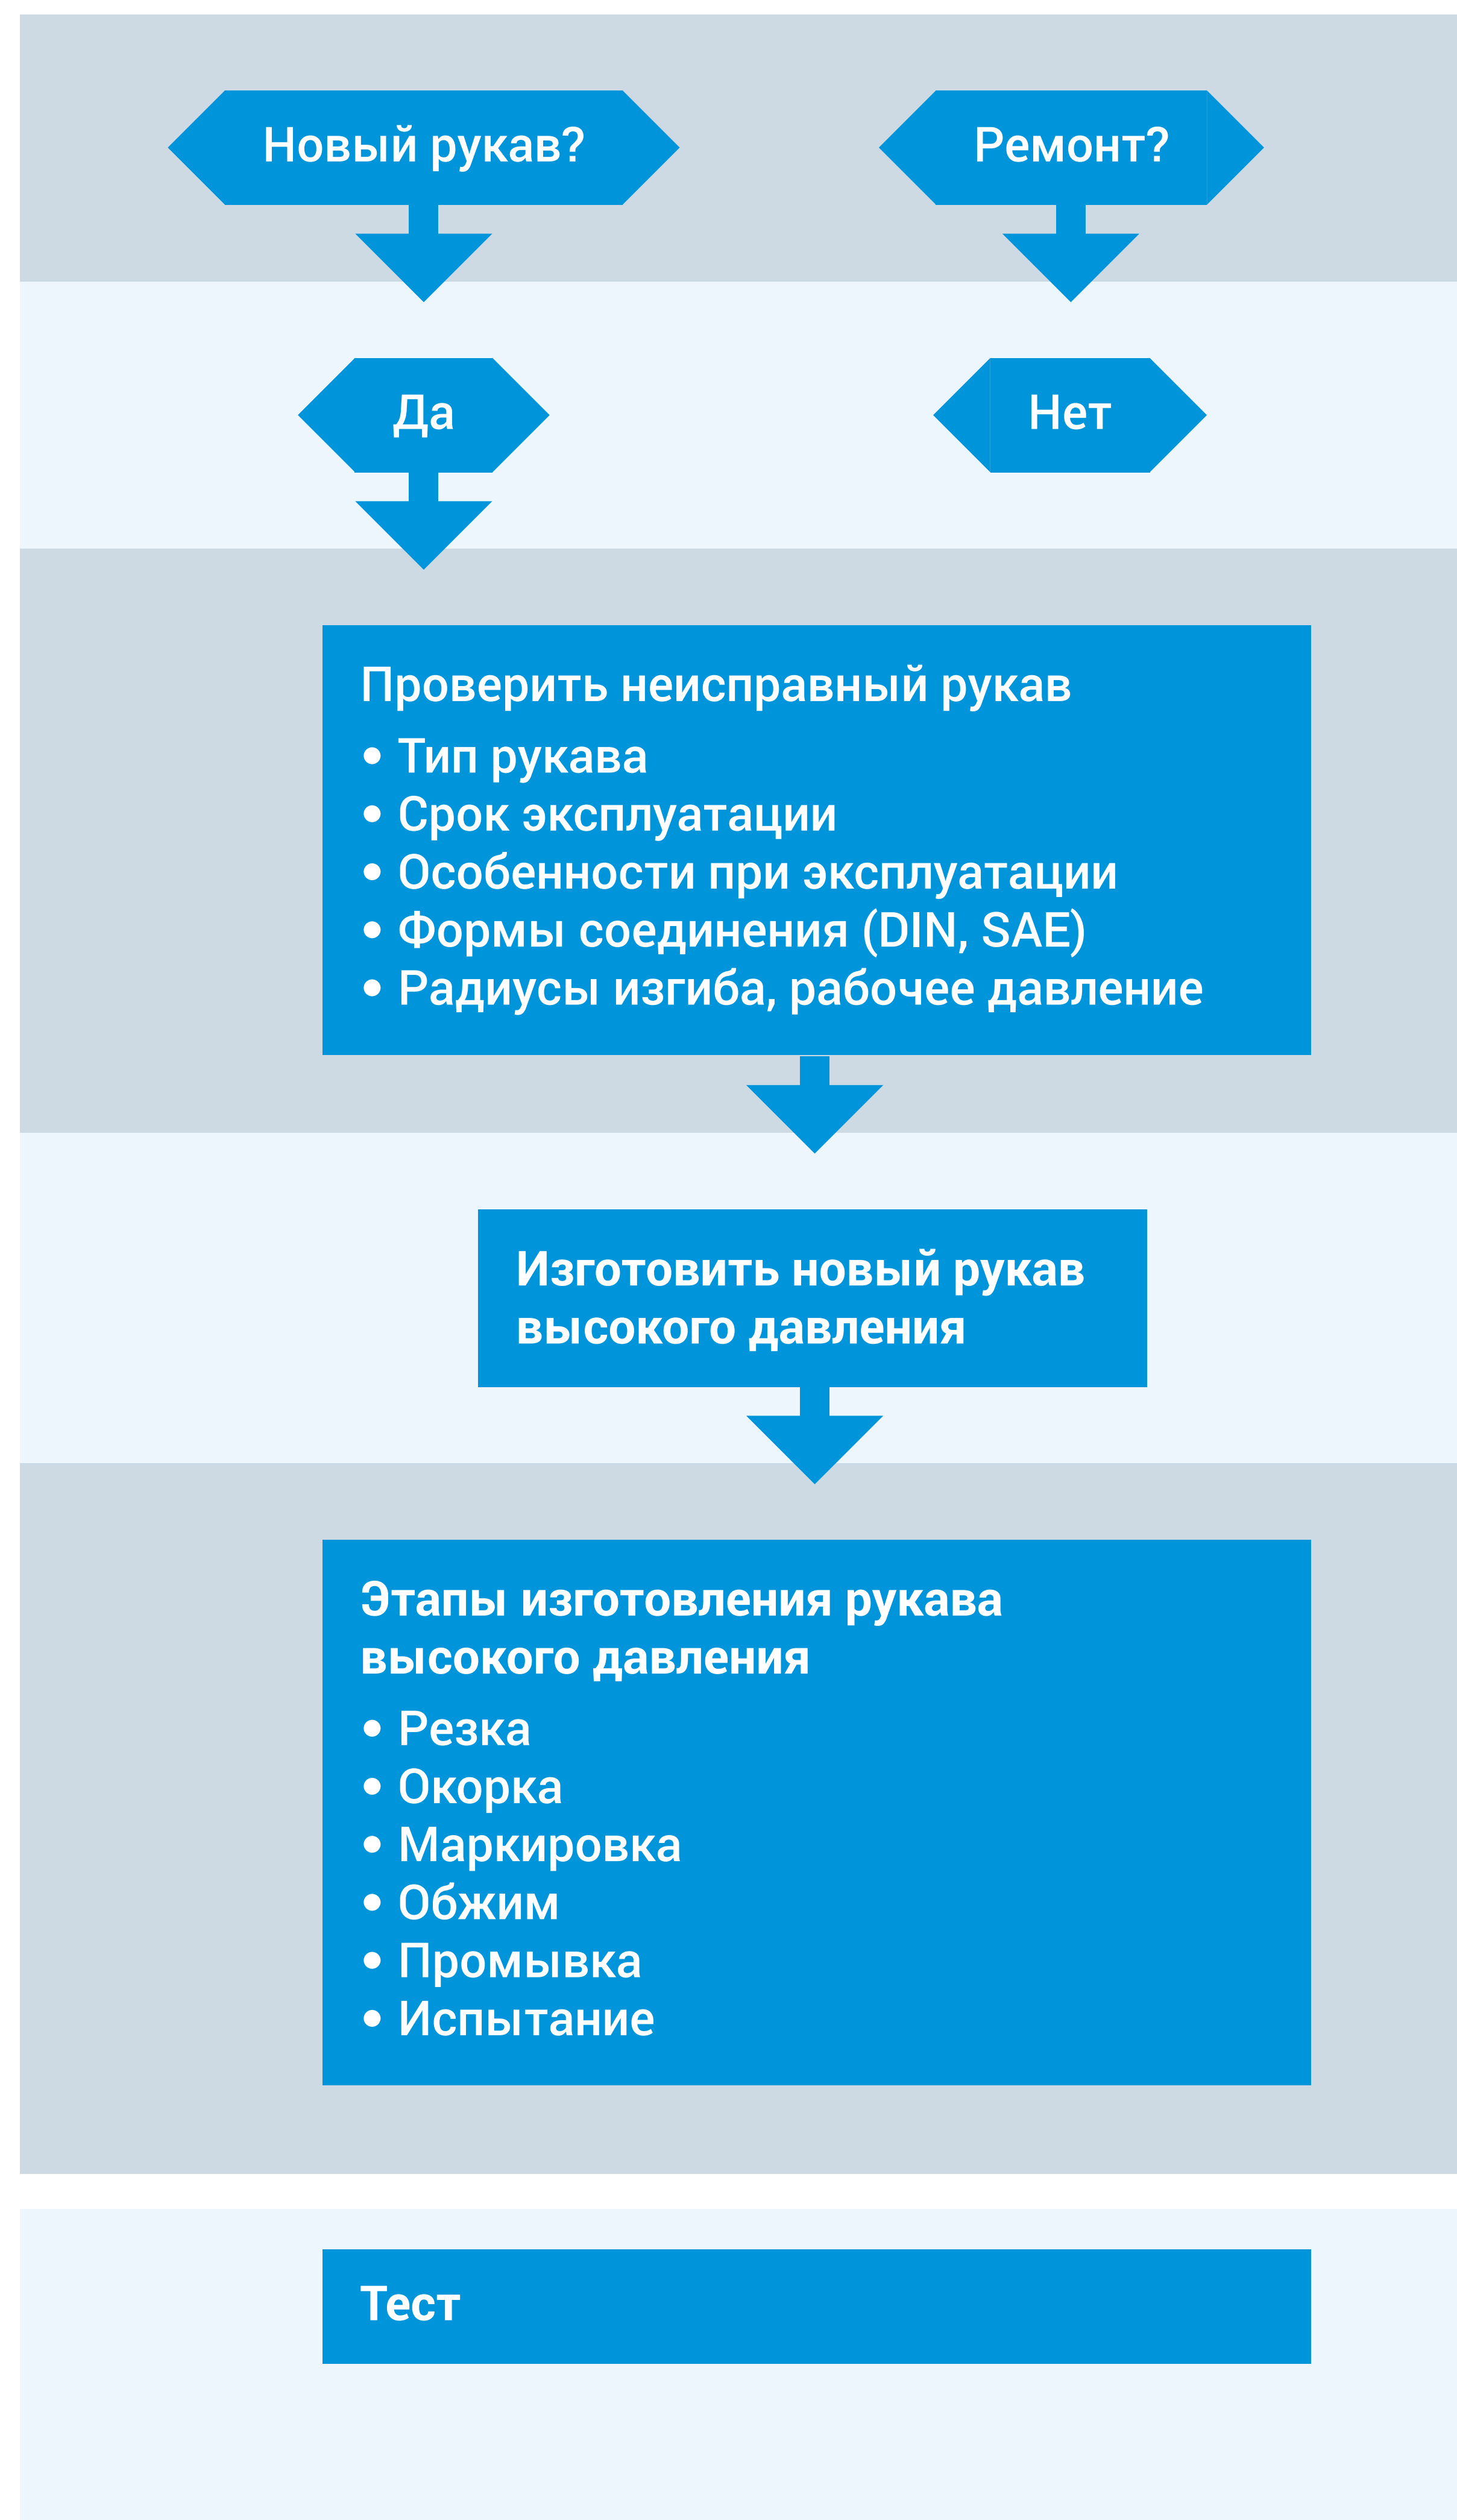 Новый рукав?
Ремонт?
Да
Нет
Проверить неисправный рукав
• Тип рукава
• Срок эксплуатации
• Особенности при эксплуатации
• Формы соединения (DIN, SAE)
• Радиусы изгиба, рабочее давление
Изготовить новый рукав
высокого давления
Этапы изготовления рукава
высокого давления
• Резка
• Окорка
• Маркировка
• Обжим
• Промывка
• Испытание
Тест